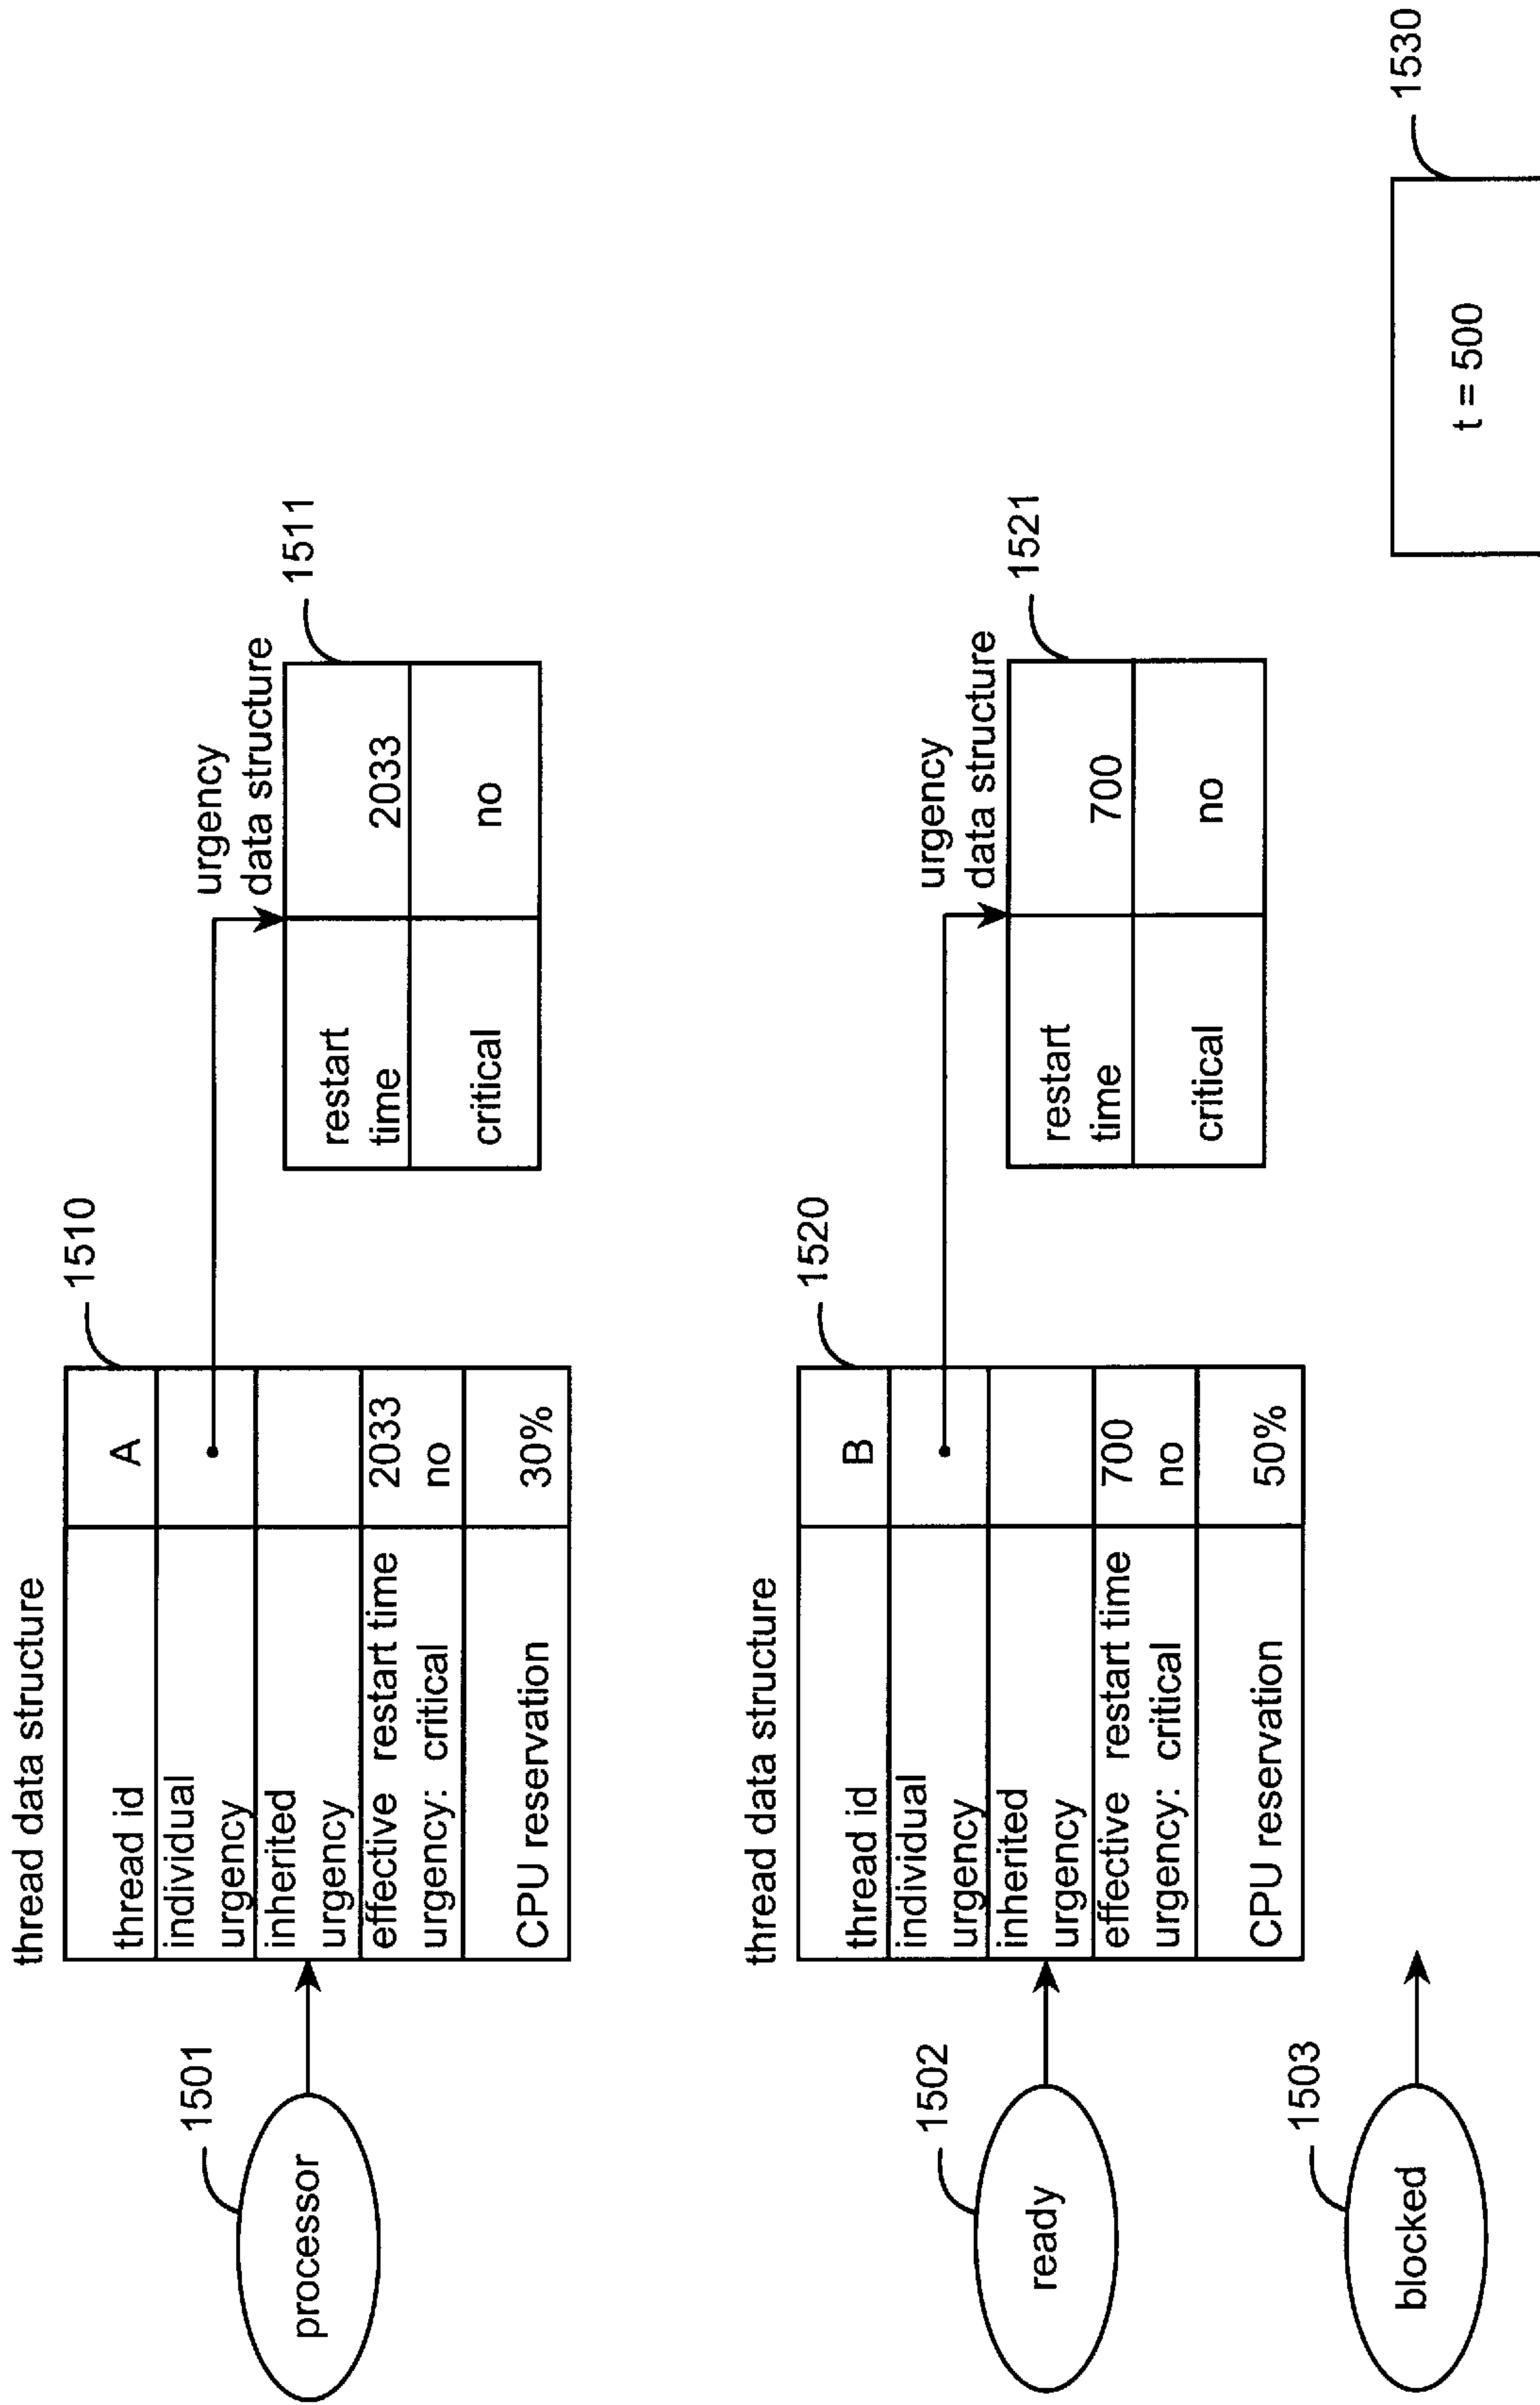 thread data structure
1501
processor
thread id A
individual
urgency
inherited
urgency
effective restart time 2033
urgency: critical no
CPU reservation 30%
1510
urgency
data structure
1511
restart
time 2033
critical no
thread data structure
1502
ready
thread id B
individual
urgency
inherited
urgency
effective restart time 700
urgency: critical no
CPU reservation 50%
1520
urgency
data structure
1521
restart
time 700
critical no
1503
blocked
1530
t = 500